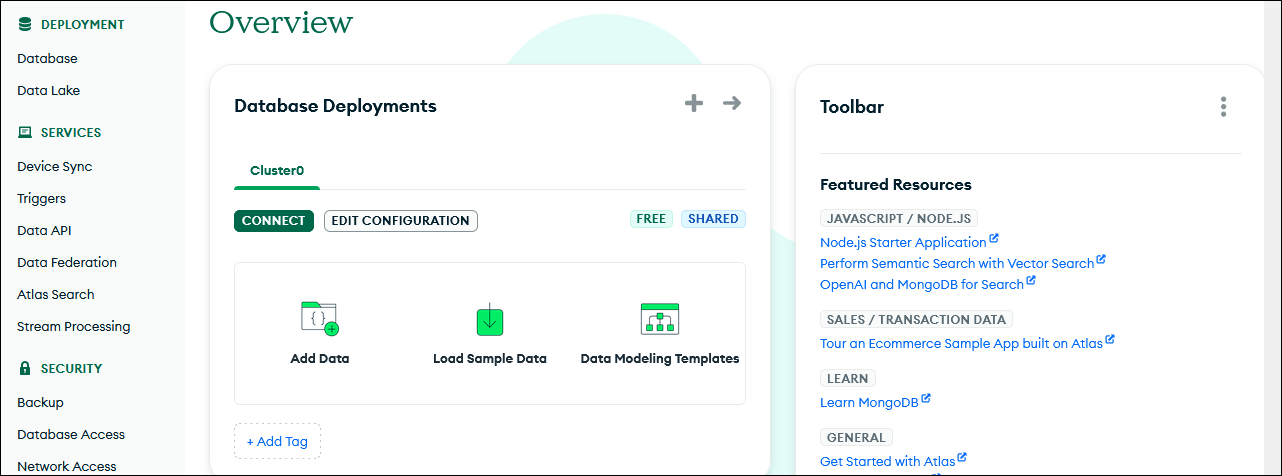 DEPLOYMENT
Database
Data Lake
SERVICES
Device Sync
Triggers
Data API
Data Federation
Atlas Search
Stream Processing
SECURITY
Backup
Database Access
Network Access
Overview
Database Deployments
Cluster0
CONNECT EDIT CONFIGURATION FREE SHARED
Add Data Load Sample Data Data Modeling Templates
+ Add Tag
Toolbar
Featured Resources
JAVASCRIPT / NODE.JS
Node.js Starter Application
Perform Semantic Search with Vector Search
OpenAI and MongoDB for Search
SALES / TRANSACTION DATA
Tour an Ecommerce Sample App built on Atlas
LEARN
Learn MongoDB
GENERAL
Get Started with Atlas